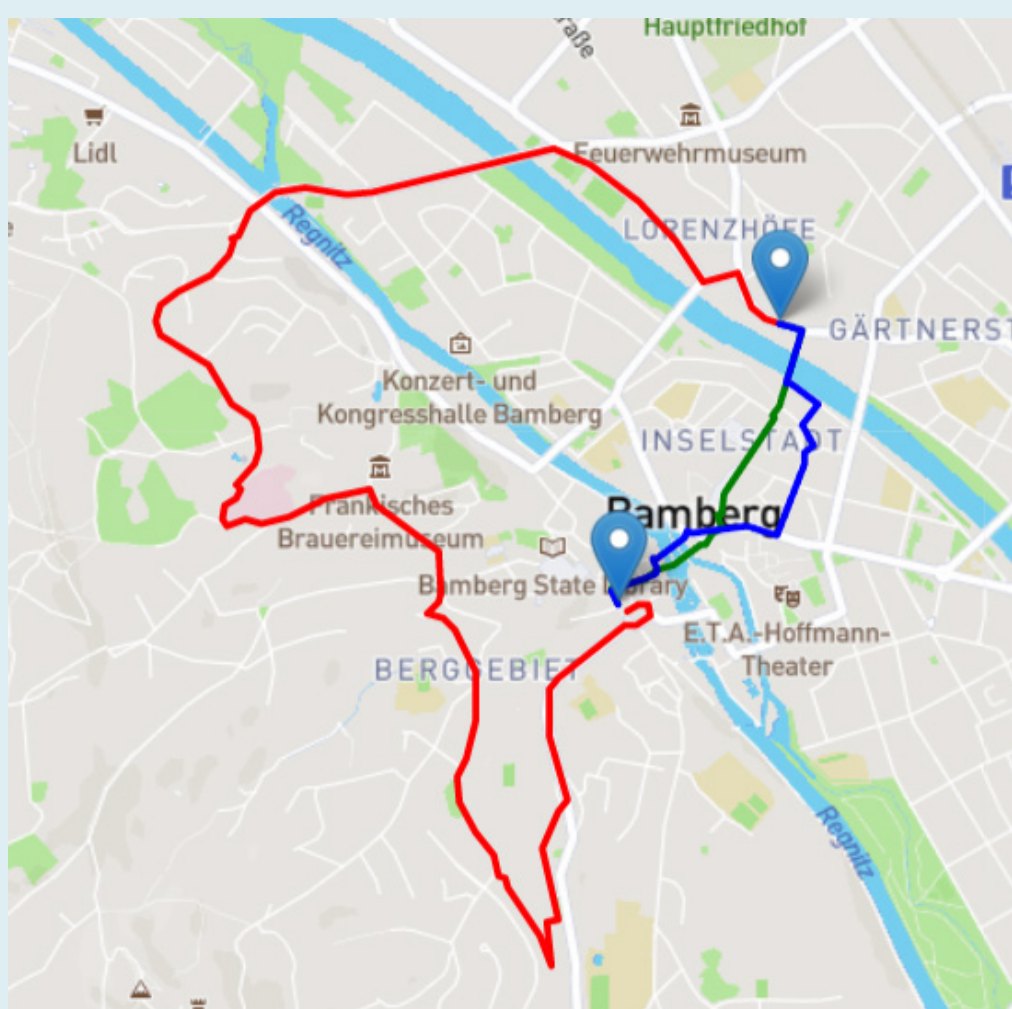 Hauptfriedhof
raße
Lidl
Feuerwehrmuseum
LORENZHÖFE
Regnitz
GÄRTNERST
Konzert- und
Kongresshalle Bamberg
INSELSTADT
Fränkisches
Brauereimuseum
Bamberg
Bamberg State Library
E.T.A.-Hoffmann-
Theater
BERGGEBIET
Regnitz